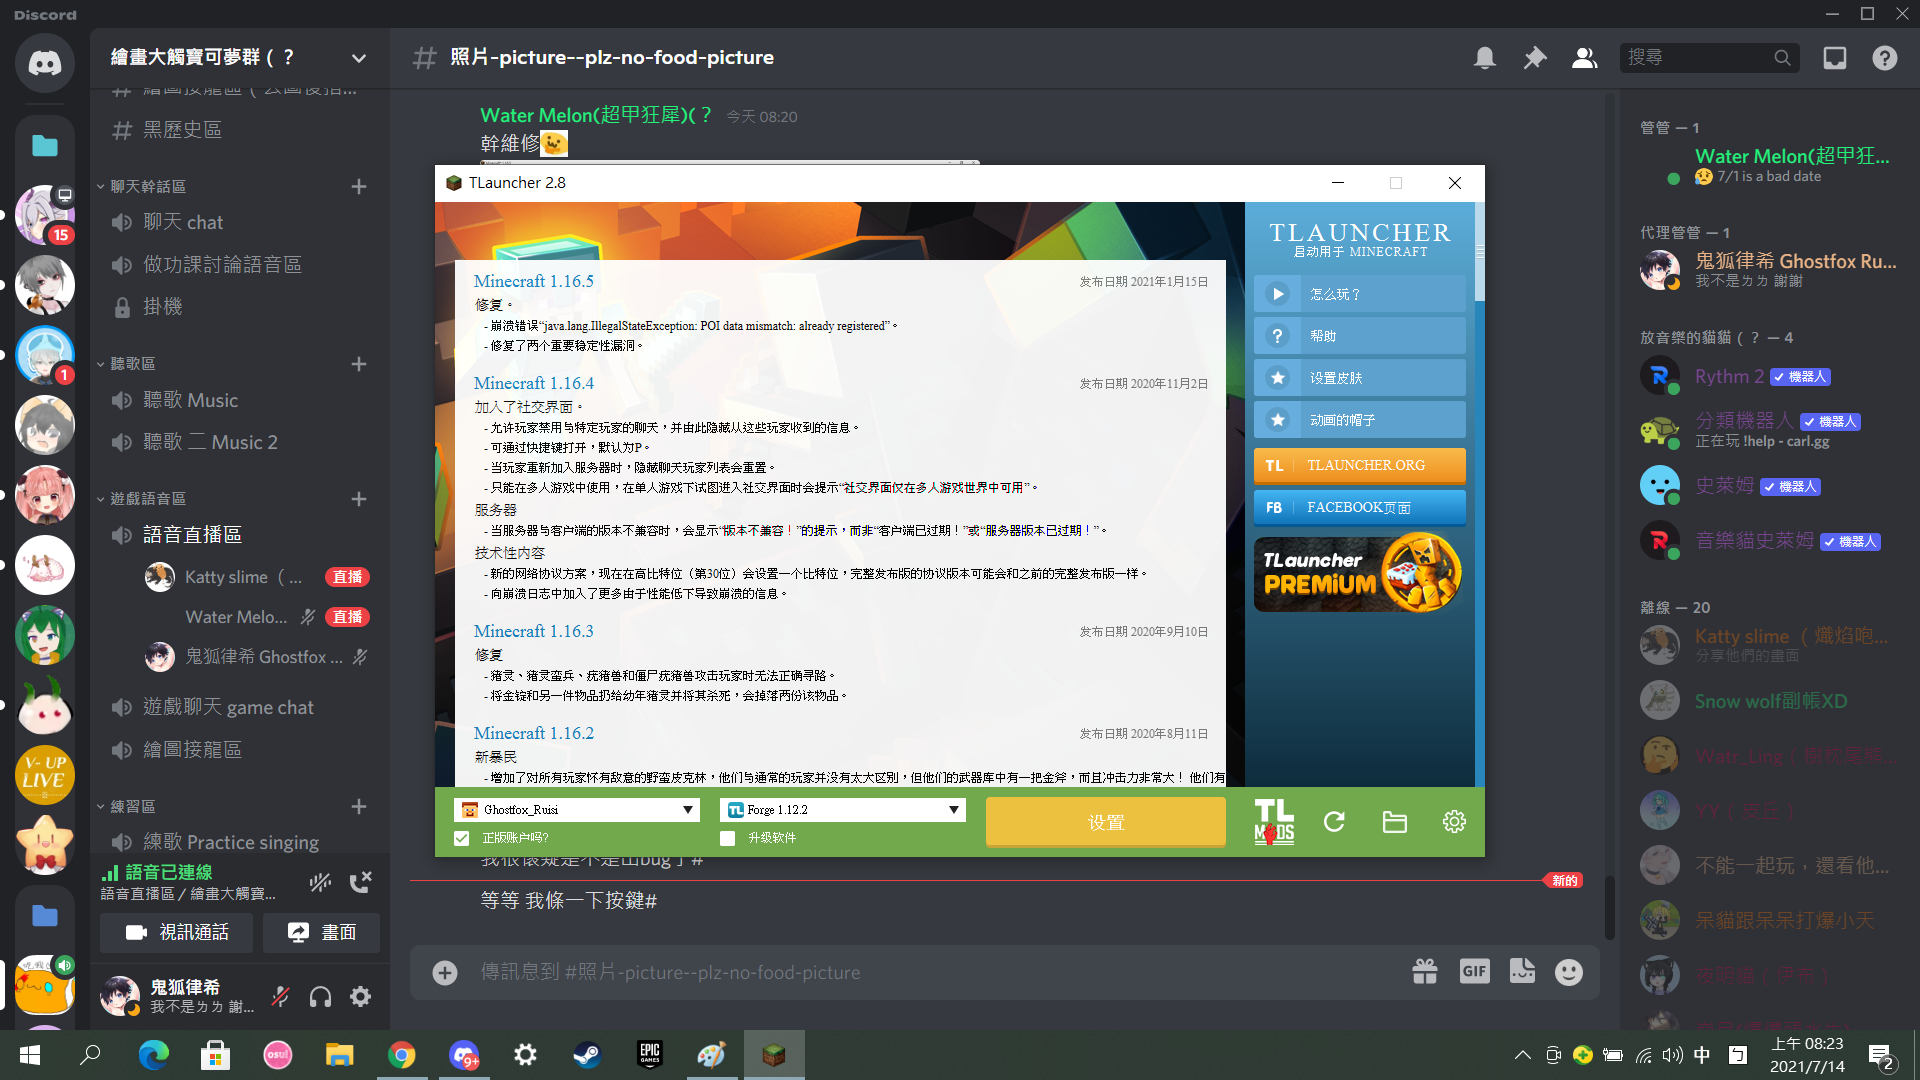 Discord
繪畫大觸寶可夢群(？
黑歷史區
聊天幹話區
聊天 chat
做功課討論語音區
掛機
聽歌區
聽歌 Music
聽歌 二 Music 2
遊戲語音區
語音直播區
Katty slime （...
直播
Water Melo...
直播
鬼狐律希 Ghostfox ...
遊戲聊天 game chat
繪圖接龍區
練習區
練歌 Practice singing
語音已連線
語音直播區 / 繪畫大觸寶...
視訊通話
畫面
鬼狐律希
我不是ㄌㄌ 謝...
15
1
V- UP
LIVE
照片-picture--plz-no-food-picture
搜尋
Water Melon(超甲狂犀)(？ 今天 08:20
幹維修
TLauncher 2.8
Minecraft 1.16.5
发布日期 2021年1月15日
修复。
- 崩溃错误“java.lang.IllegalStateException: POI data mismatch: already registered”。
- 修复了两个重要稳定性漏洞。
Minecraft 1.16.4
发布日期 2020年11月2日
加入了社交界面。
- 允许玩家禁用与特定玩家的聊天，并由此隐藏从这些玩家收到的信息。
- 可通过快捷键打开，默认为P。
- 当玩家重新加入服务器时，隐藏聊天玩家列表会重置。
- 只能在多人游戏中使用，在单人游戏下试图进入社交界面时会提示“社交界面仅在多人游戏世界中可用”。
服务器
- 当服务器与客户端的版本不兼容时，会显示“版本不兼容！”的提示，而非“客户端已过期！”或“服务器版本已过期！”。
技术性内容
- 新的网络协议方案，现在在高比特位（第30位）会设置一个比特位，完整发布版的协议版本可能会和之前的完整发布版一样。
- 向崩溃日志中加入了更多由于性能低下导致崩溃的信息。
Minecraft 1.16.3
发布日期 2020年9月10日
修复
- 猪灵、猪灵蛮兵、疣猪兽和僵尸疣猪兽攻击玩家时无法正确寻路。
- 将金锭和另一件物品扔给幼年猪灵并将其杀死，会掉落两份该物品。
Minecraft 1.16.2
发布日期 2020年8月11日
新暴民
- 增加了对所有玩家怀有敌意的野蛮皮克林，他们与通常的玩家并没有太大区别，但他们的武器库中有一把金斧，而且冲击力非常大！ 他们有
TLAUNCHER
启动用于 MINECRAFT
怎么玩？
帮助
设置皮肤
动画的帽子
TL TLAUNCHER.ORG
FB FACEBOOK页面
TLauncher
PREMIUM
Ghostfox_Ruisi
Forge 1.12.2
正版账户吗?
升级软件
设置
TL
MODS
我很懷疑是不是出bug了#
新的
等等 我條一下按鍵#
傳訊息到 #照片-picture--plz-no-food-picture
GIF
管管 — 1
Water Melon(超甲狂...
7/1 is a bad date
代理管管 — 1
鬼狐律希 Ghostfox Ru...
我不是ㄌㄌ 謝謝
放音樂的貓貓 (？ — 4
Rythm 2 機器人
分類機器人 機器人
正在玩 !help - carl.gg
史萊姆 機器人
音樂貓史萊姆 機器人
離線 — 20
Katty slime （熾焰咆...
分享他們的畫面
Snow wolf副帳XD
不能一起玩，還看他...
呆貓跟呆呆打爆小天
osu!
9+
EPIC
GAMES
中
上午 08:23
2021/7/14
2